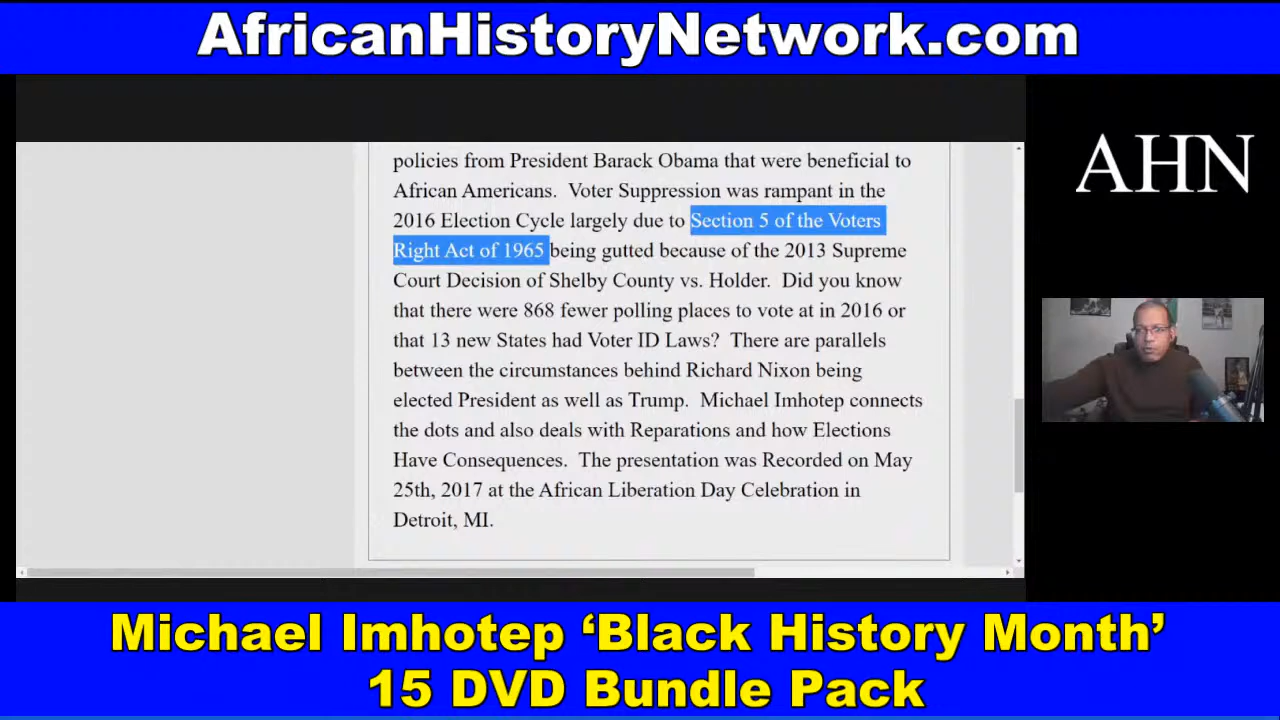 AfricanHistoryNetwork.com
policies from President Barack Obama that were beneficial to
African Americans.  Voter Suppression was rampant in the
2016 Election Cycle largely due to Section 5 of the Voters
Right Act of 1965 being gutted because of the 2013 Supreme
Court Decision of Shelby County vs. Holder.  Did you know
that there were 868 fewer polling places to vote at in 2016 or
that 13 new States had Voter ID Laws?  There are parallels
between the circumstances behind Richard Nixon being
elected President as well as Trump.  Michael Imhotep connects
the dots and also deals with Reparations and how Elections
Have Consequences.  The presentation was Recorded on May
25th, 2017 at the African Liberation Day Celebration in
Detroit, MI.
AHN
Michael Imhotep ‘Black History Month’
15 DVD Bundle Pack